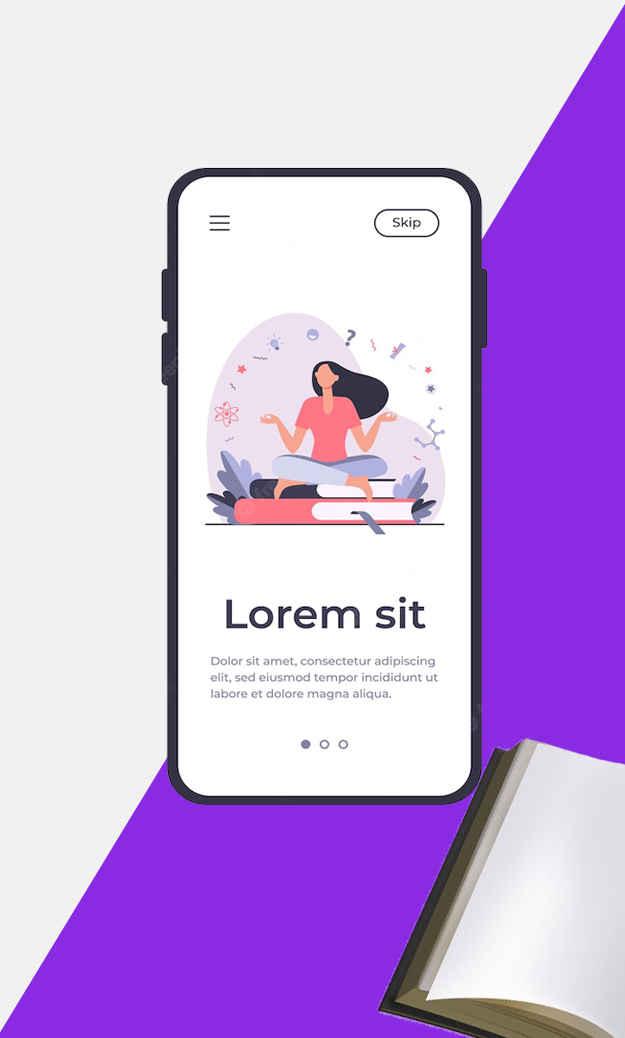 Skip
?
Lorem sit
Dolor sit amet, consectetur adipiscing
elit, sed eiusmod tempor incididunt ut
labore et dolore magna aliqua.